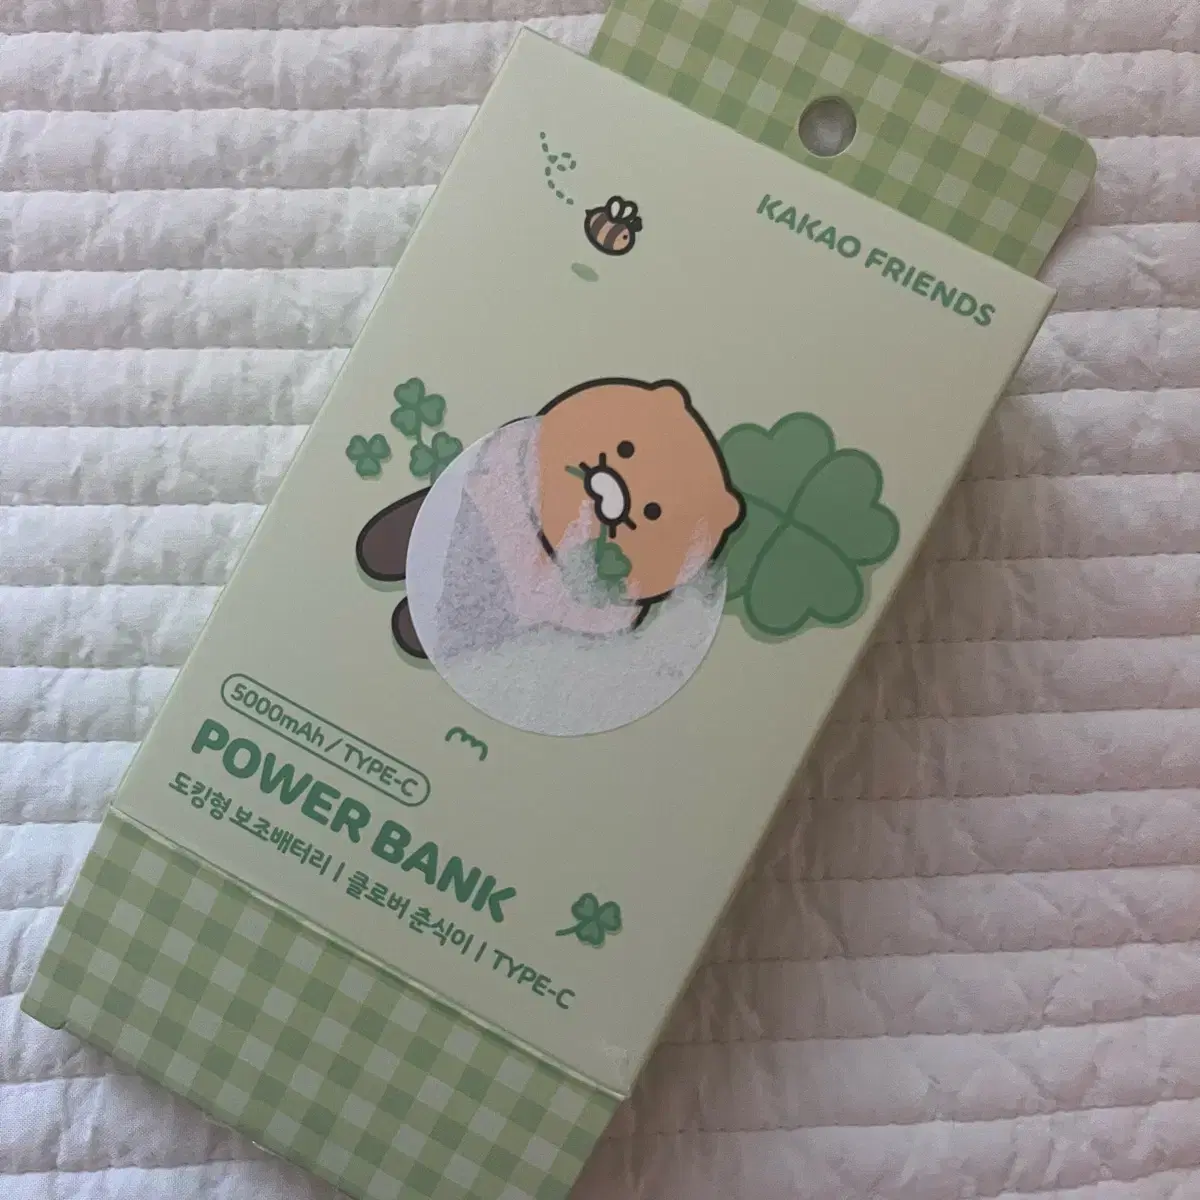 KAKAO FRIENDS
5000mAh / TYPE-C
POWER BANK
도킹형 보조배터리 | 클로버 춘식이 | TYPE-C